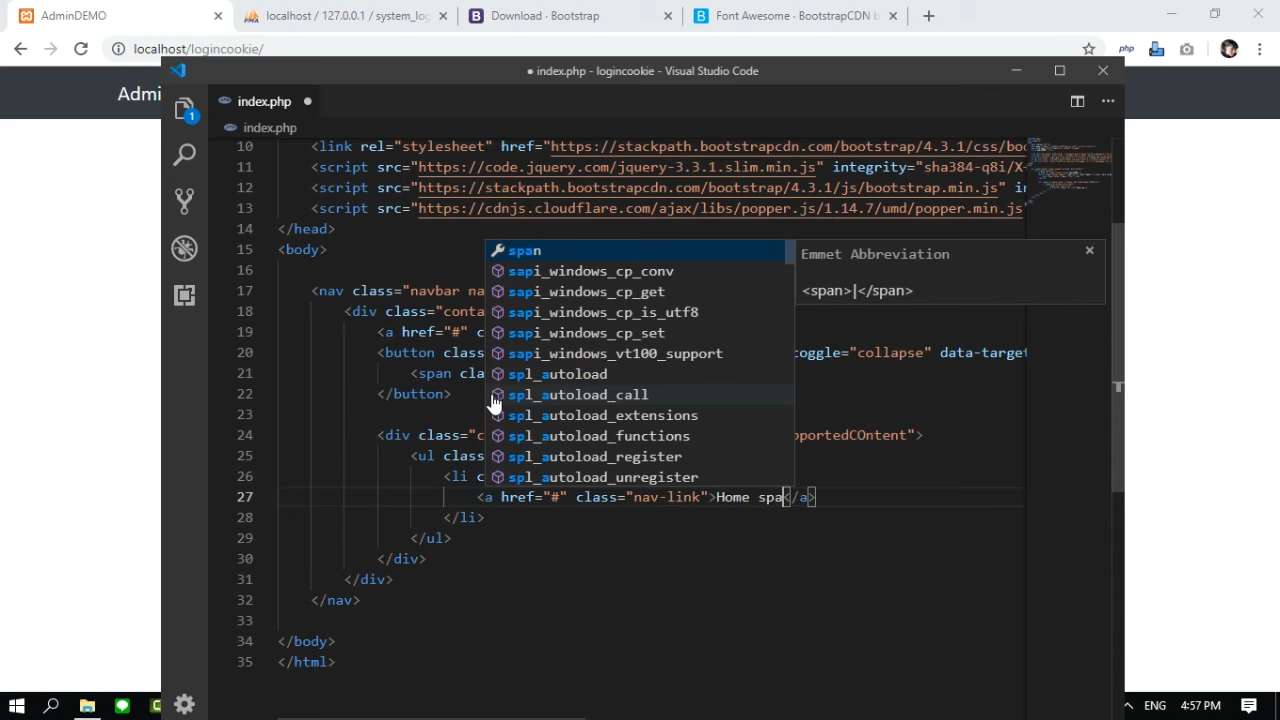 AdminDEMO
localhost / 127.0.0.1 / system_log
Download · Bootstrap
Font Awesome · BootstrapCDN b
localhost/logincookie/
php
Admi
● index.php - logincookie - Visual Studio Code
index.php ●
1
index.php
10 <link rel="stylesheet" href="https://stackpath.bootstrapcdn.com/bootstrap/4.3.1/css/boo
11 <script src="https://code.jquery.com/jquery-3.3.1.slim.min.js" integrity="sha384-q8i/X+
12 <script src="https://stackpath.bootstrapcdn.com/bootstrap/4.3.1/js/bootstrap.min.js" in
13 <script src="https://cdnjs.cloudflare.com/ajax/libs/popper.js/1.14.7/umd/popper.min.js"
14 </head>
15 <body>
16
17 <nav class="navbar na
18 <div class="conta
19 <a href="#" c
20 <button class toggle="collapse" data-target
21 <span cla
22 </button>
23
24 <div class="c pportedCOntent">
25 <ul class
26 <li c
27 <a href="#" class="nav-link">Home spa</a>
28 </li>
29 </ul>
30 </div>
31 </div>
32 </nav>
33
34 </body>
35 </html>
span
sapi_windows_cp_conv
sapi_windows_cp_get
sapi_windows_cp_is_utf8
sapi_windows_cp_set
sapi_windows_vt100_support
spl_autoload
spl_autoload_call
spl_autoload_extensions
spl_autoload_functions
spl_autoload_register
spl_autoload_unregister
Emmet Abbreviation
<span>|</span>
ENG 4:57 PM